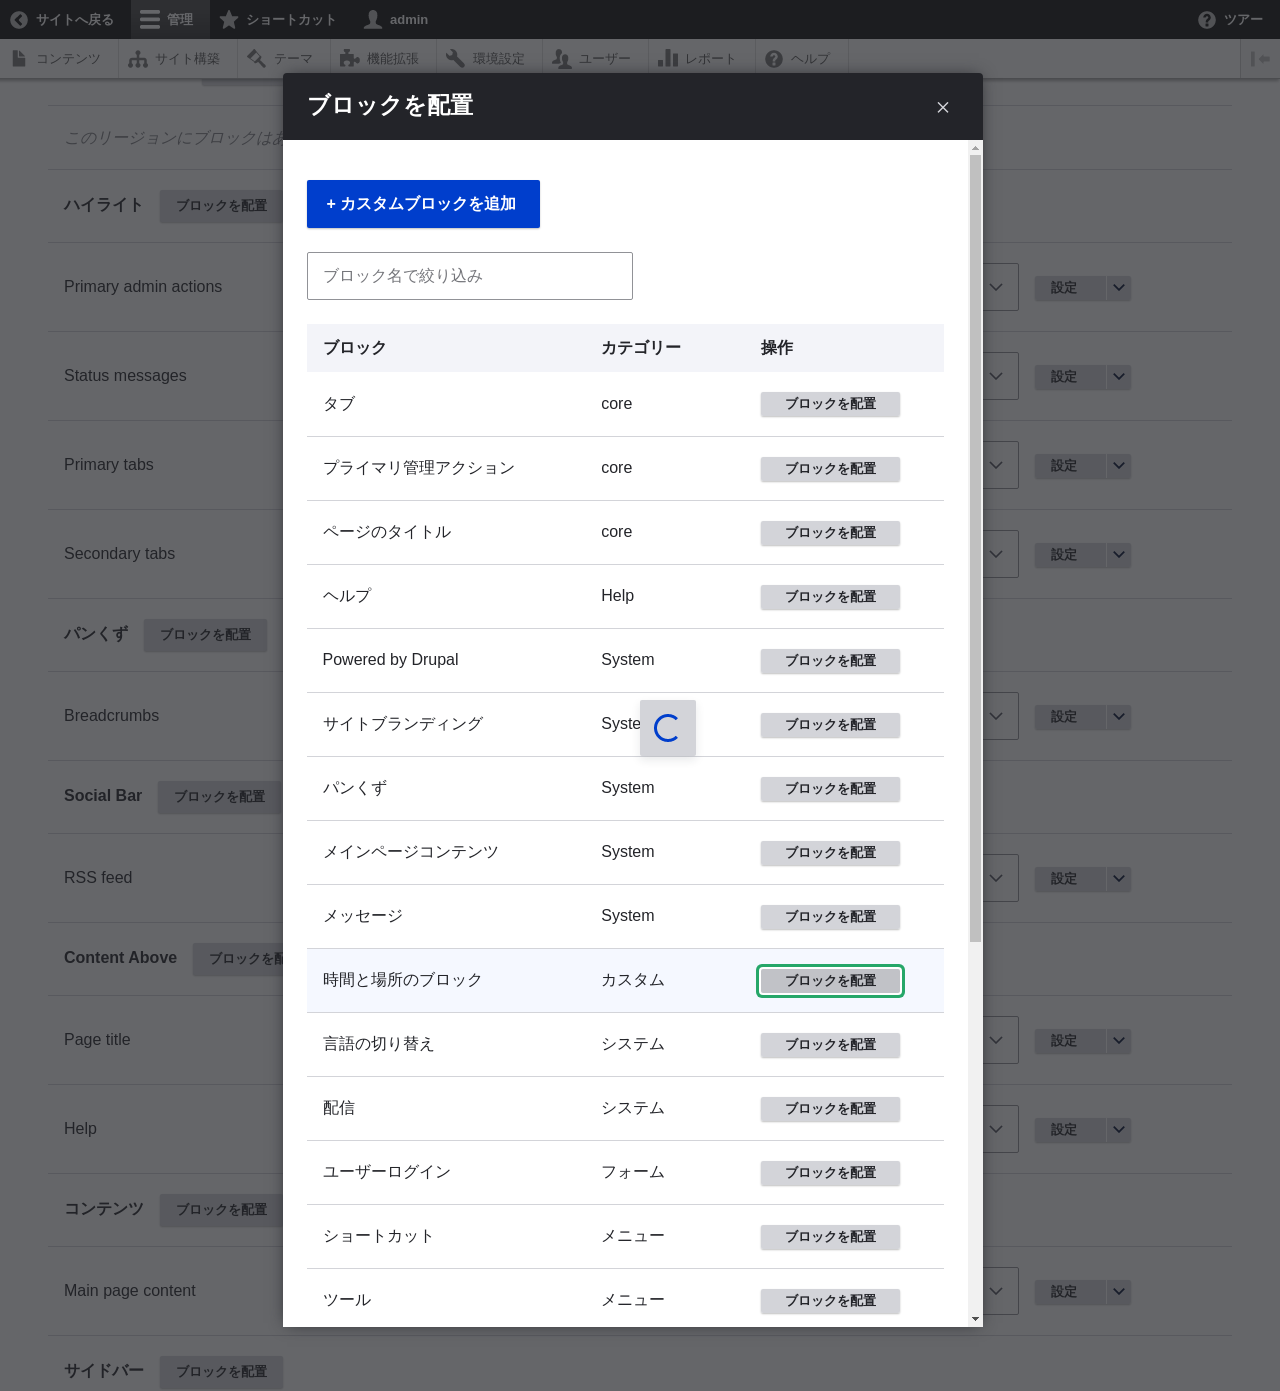 サイトへ戻る 管理 ショートカット admin ツアー
コンテンツ サイト構築 テーマ 機能拡張 環境設定 ユーザー レポート ヘルプ
ブロックを配置
+ カスタムブロックを追加
ブロック名で絞り込み
ブロック カテゴリー 操作
タブ core ブロックを配置
プライマリ管理アクション core ブロックを配置
ページのタイトル core ブロックを配置
ヘルプ Help ブロックを配置
Powered by Drupal System ブロックを配置
サイトブランディング Syste ブロックを配置
パンくず System ブロックを配置
メインページコンテンツ System ブロックを配置
メッセージ System ブロックを配置
時間と場所のブロック カスタム ブロックを配置
言語の切り替え システム ブロックを配置
配信 システム ブロックを配置
ユーザーログイン フォーム ブロックを配置
ショートカット メニュー ブロックを配置
ツール メニュー ブロックを配置
このリージョンにブロックはあ
ハイライト ブロックを配置
Primary admin actions 設定
Status messages 設定
Primary tabs 設定
Secondary tabs 設定
パンくず ブロックを配置
Breadcrumbs 設定
Social Bar ブロックを配置
RSS feed 設定
Content Above ブロックを配
Page title 設定
Help 設定
コンテンツ ブロックを配置
Main page content 設定
サイドバー ブロックを配置